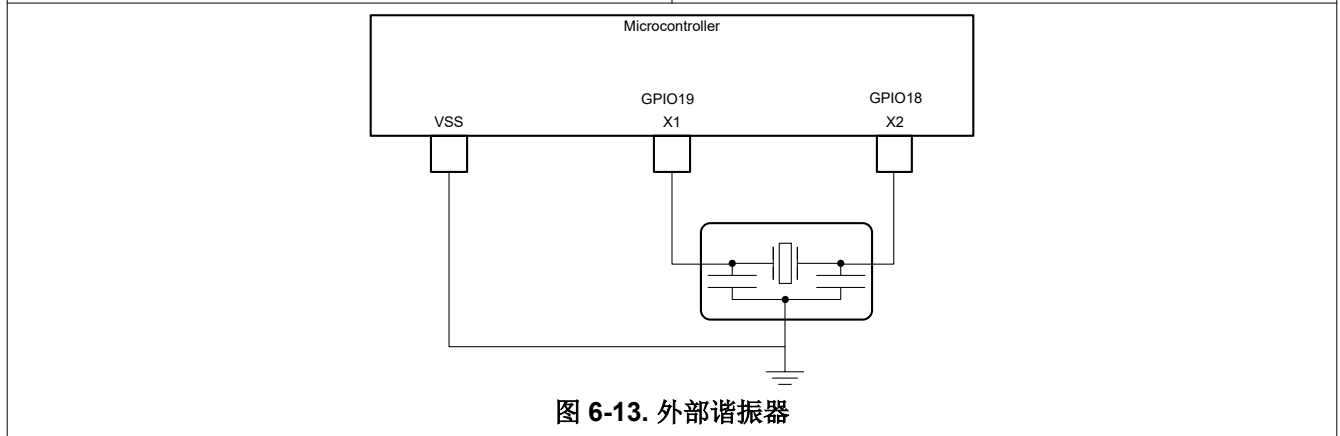 Microcontroller
GPIO19 GPIO18
VSS X1 X2
图 6-13. 外部谐振器